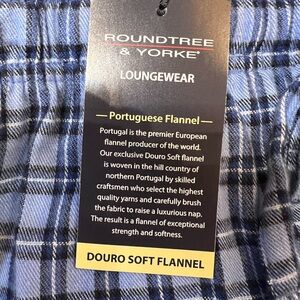 ROUNDTREE
& YORKE®
LOUNGEWEAR
—Portuguese Flannel—
Portugal is the premier European
flannel producer of the world.
Our exclusive Douro Soft flannel
is woven in the hill country of
northern Portugal by skilled
craftsmen who select the highest
quality yarns and carefully brush
the fabric to raise a luxurious nap.
The result is a flannel of exceptional
strength and softness.
DOURO SOFT FLANNEL